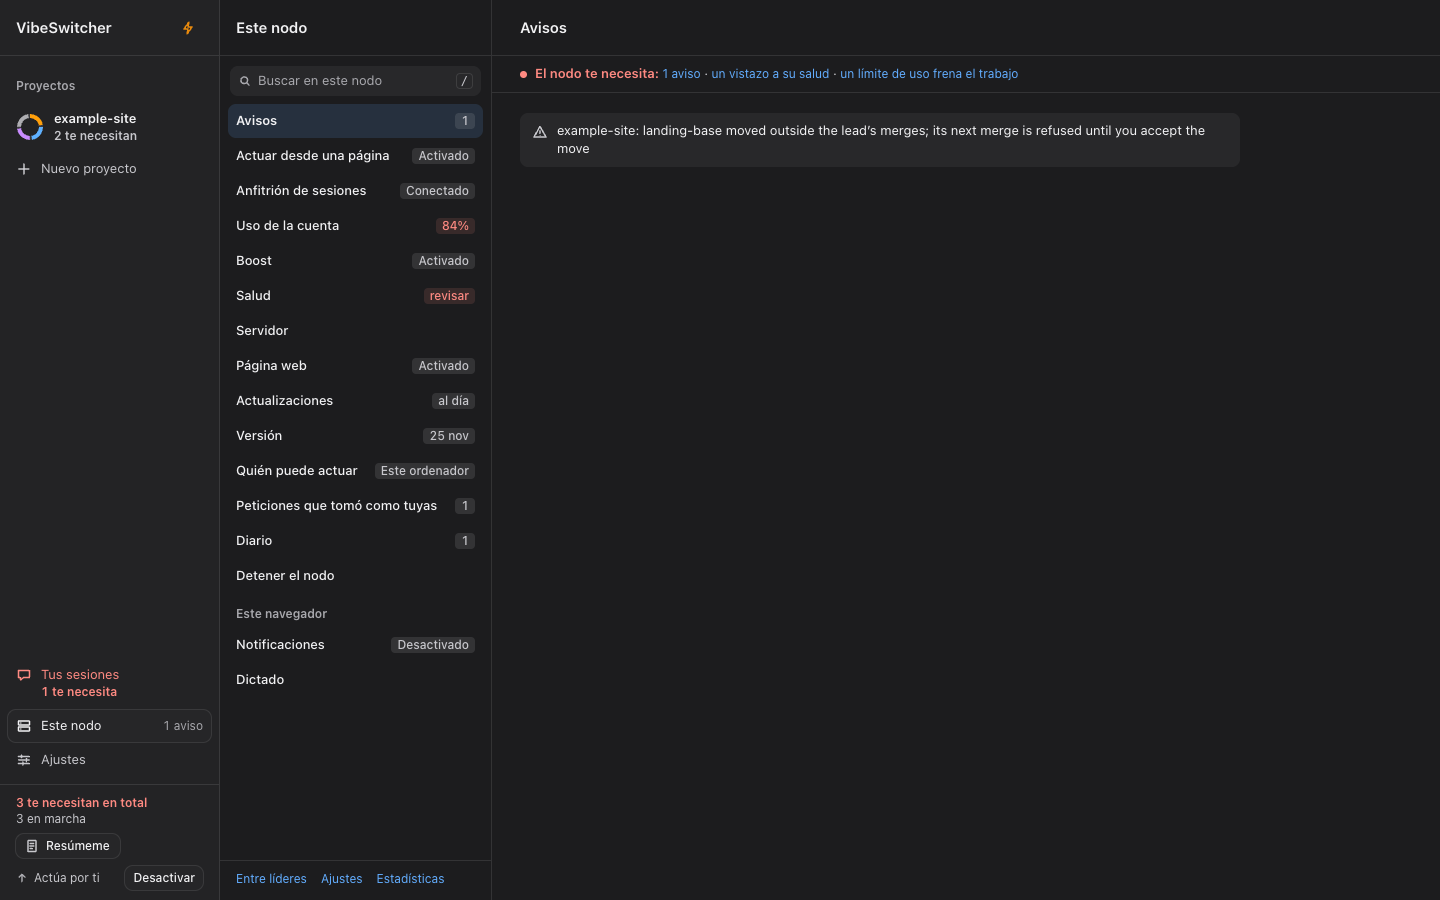 VibeSwitcher
Proyectos
example-site
2 te necesitan
Nuevo proyecto
Tus sesiones
1 te necesita
Este nodo 1 aviso
Ajustes
3 te necesitan en total
3 en marcha
Resúmeme
Actúa por ti Desactivar
Este nodo
Buscar en este nodo /
Avisos 1
Actuar desde una página Activado
Anfitrión de sesiones Conectado
Uso de la cuenta 84%
Boost Activado
Salud revisar
Servidor
Página web Activado
Actualizaciones al día
Versión 25 nov
Quién puede actuar Este ordenador
Peticiones que tomó como tuyas 1
Diario 1
Detener el nodo
Este navegador
Notificaciones Desactivado
Dictado
Entre líderes Ajustes Estadísticas
Avisos
El nodo te necesita: 1 aviso · un vistazo a su salud · un límite de uso frena el trabajo
example-site: landing-base moved outside the lead’s merges; its next merge is refused until you accept the
move